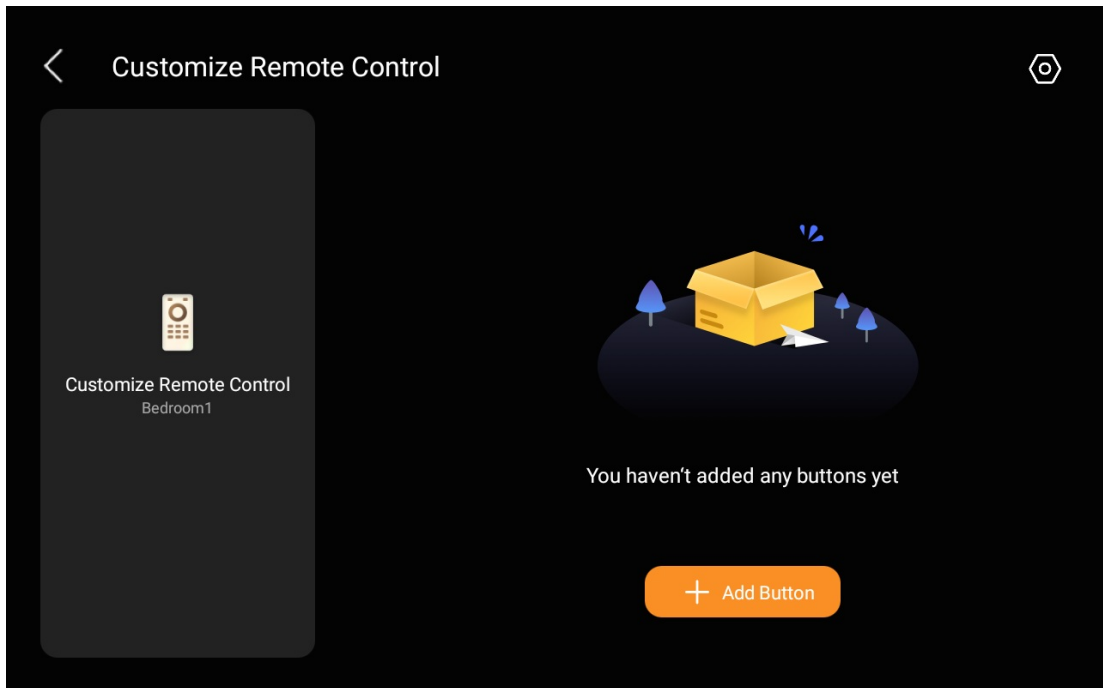 Customize Remote Control
Customize Remote Control
Bedroom1
You haven‘t added any buttons yet
Add Button